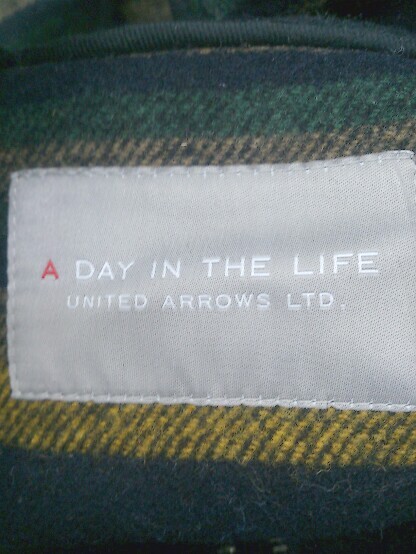 A DAY IN THE LIFE
UNITED ARROWS LTD.